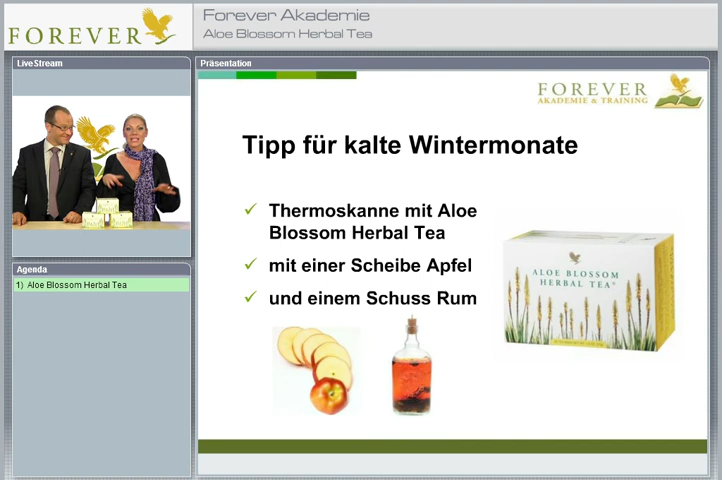 FOREVER
Forever Akademie
Aloe Blossom Herbal Tea
LiveStream
Agenda
1) Aloe Blossom Herbal Tea
Präsentation
FOREVER
AKADEMIE & TRAINING
Tipp für kalte Wintermonate
Thermoskanne mit Aloe
Blossom Herbal Tea
mit einer Scheibe Apfel
und einem Schuss Rum
ALOE BLOSSOM
HERBAL TEA®